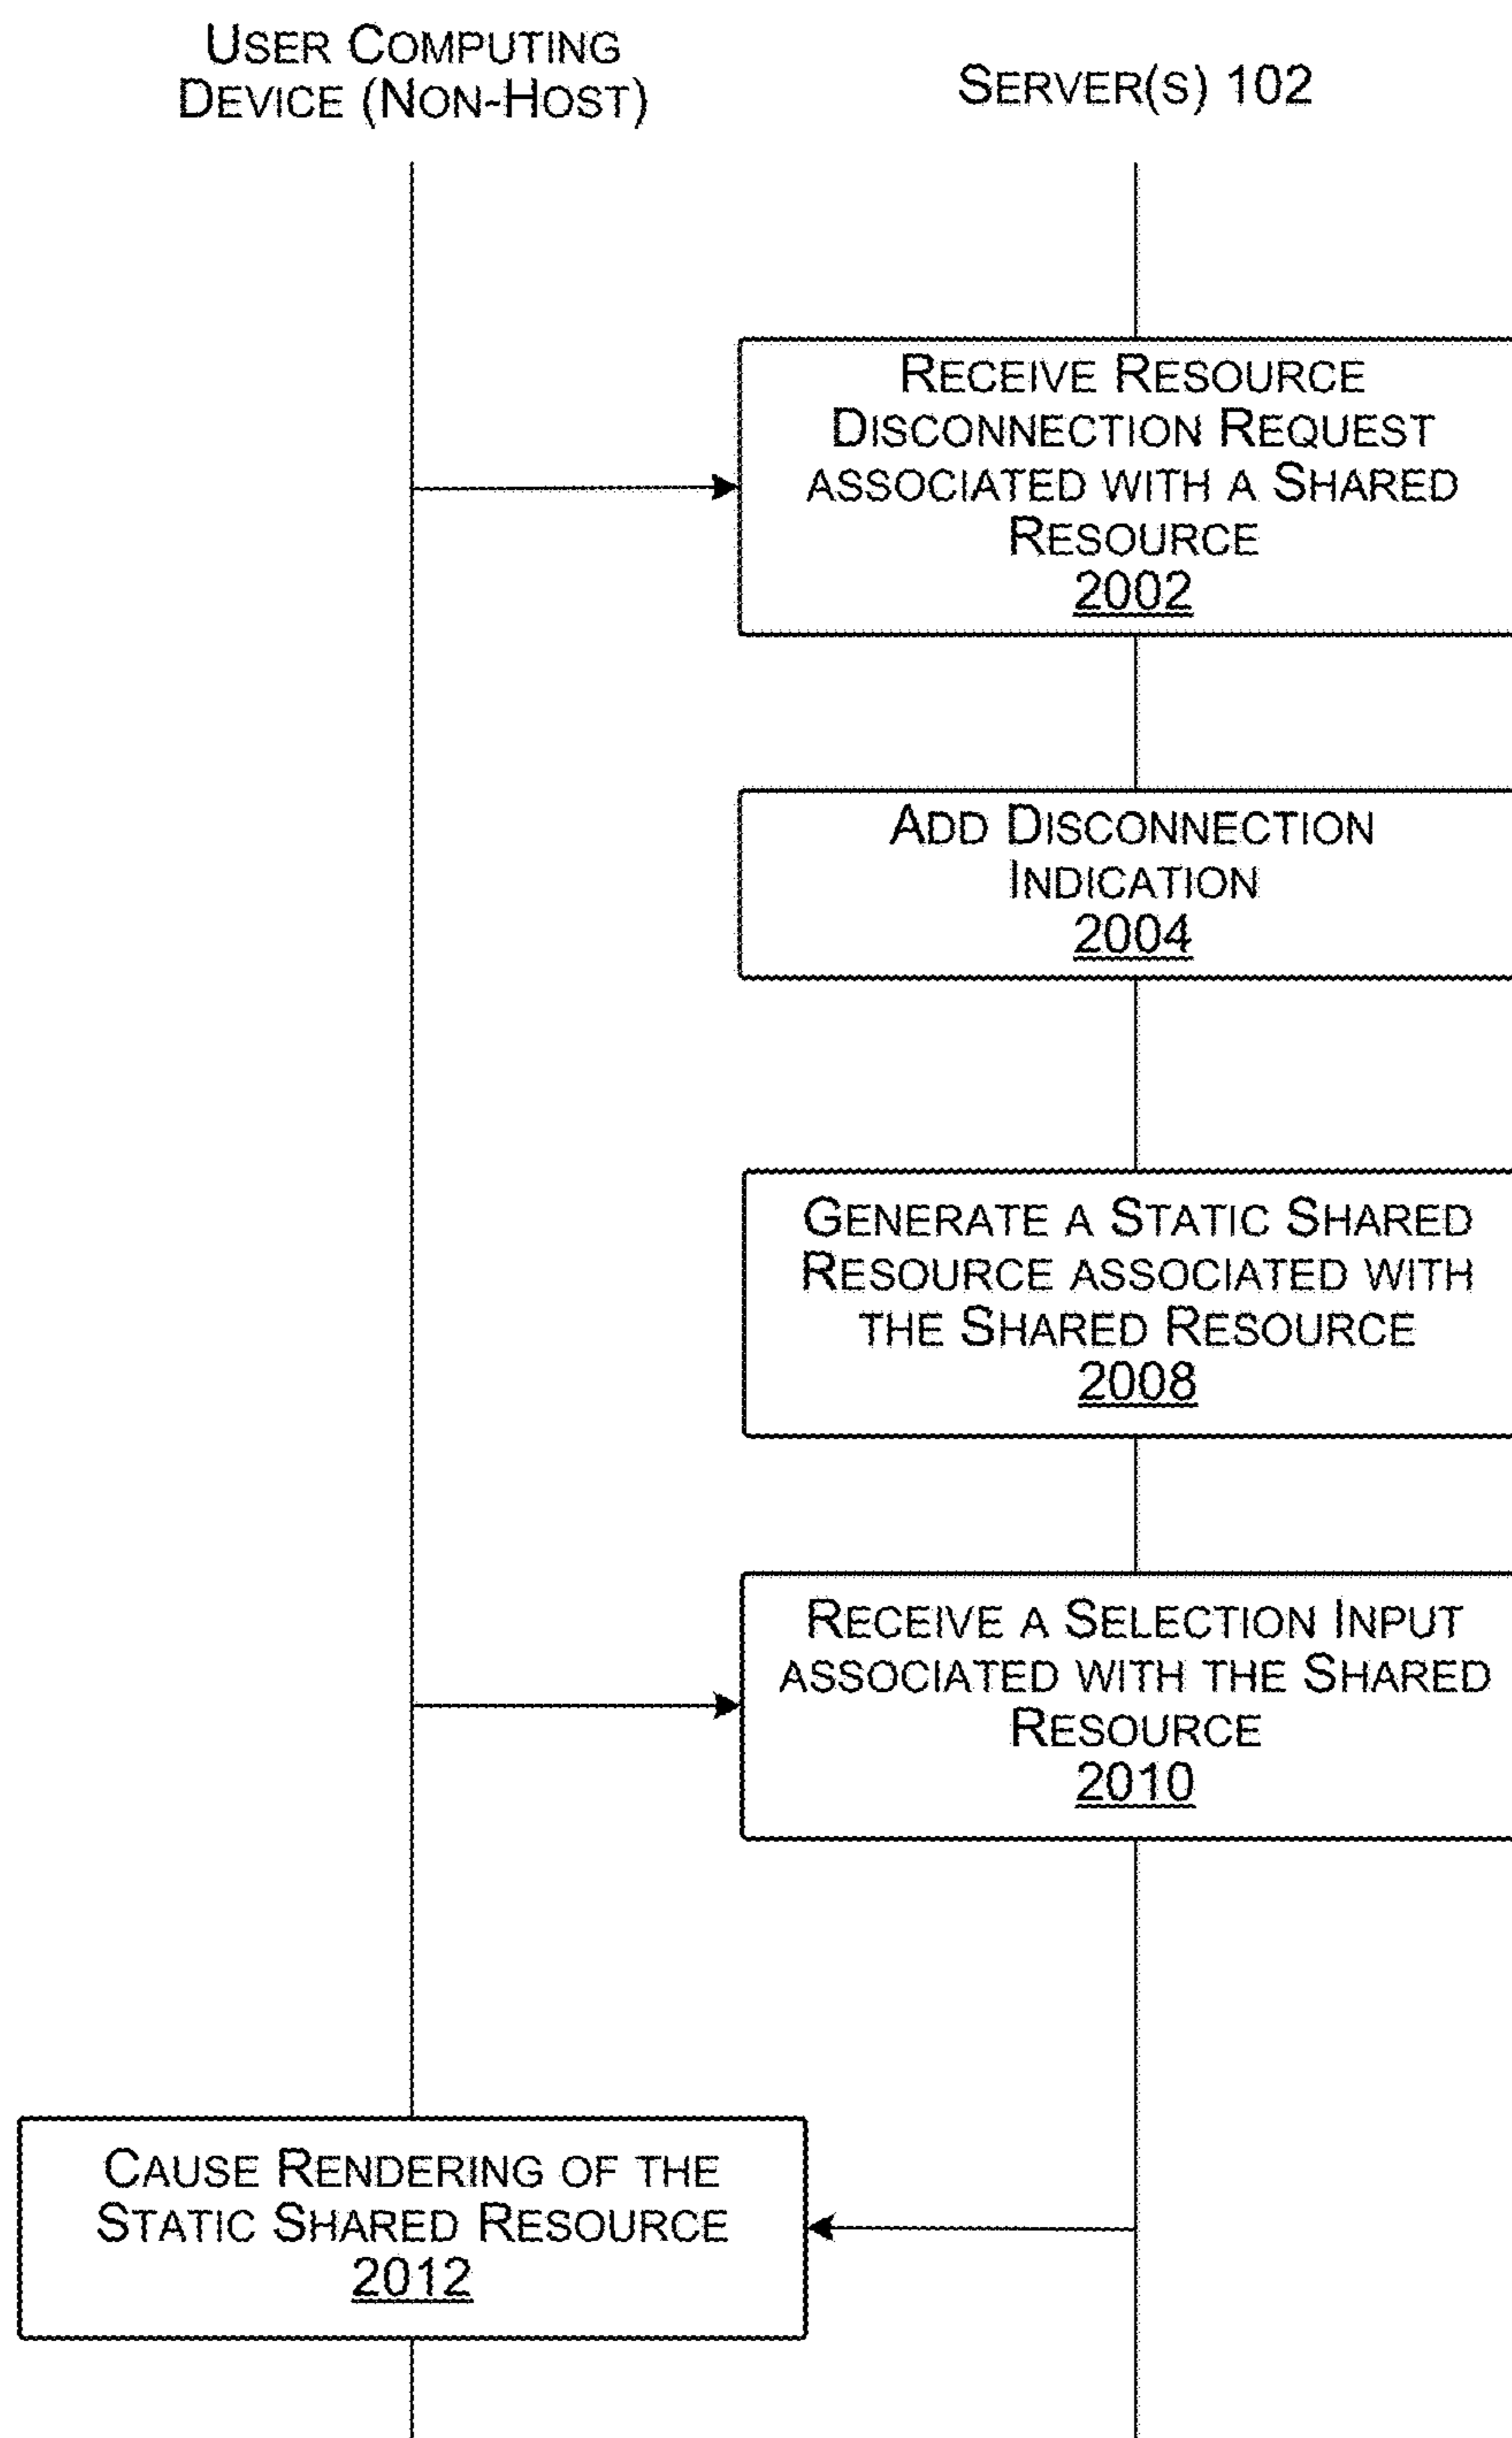 USER COMPUTING
DEVICE (NON-HOST)
SERVER(S) 102
RECEIVE RESOURCE
DISCONNECTION REQUEST
ASSOCIATED WITH A SHARED
RESOURCE
2002
ADD DISCONNECTION
INDICATION
2004
GENERATE A STATIC SHARED
RESOURCE ASSOCIATED WITH
THE SHARED RESOURCE
2008
RECEIVE A SELECTION INPUT
ASSOCIATED WITH THE SHARED
RESOURCE
2010
CAUSE RENDERING OF THE
STATIC SHARED RESOURCE
2012